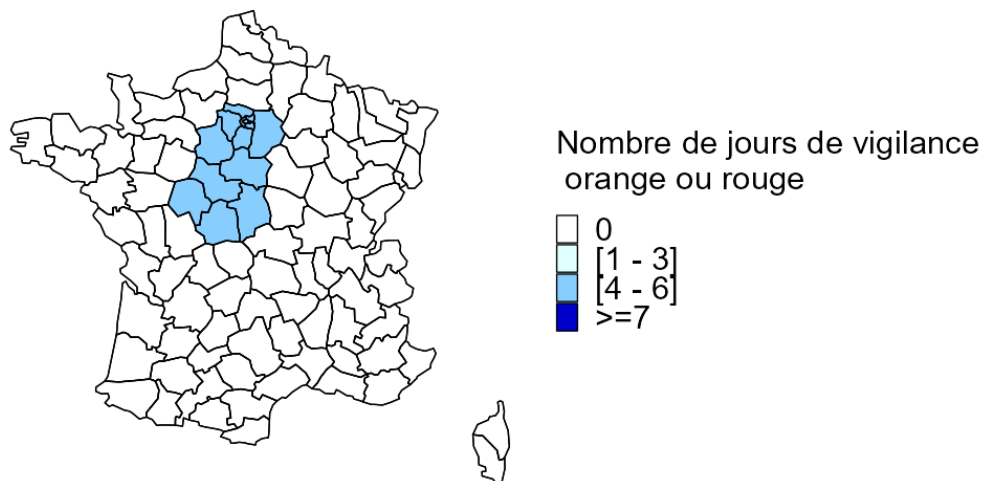 Nombre de jours de vigilance
orange ou rouge
0
[1 - 3]
[4 - 6]
>=7